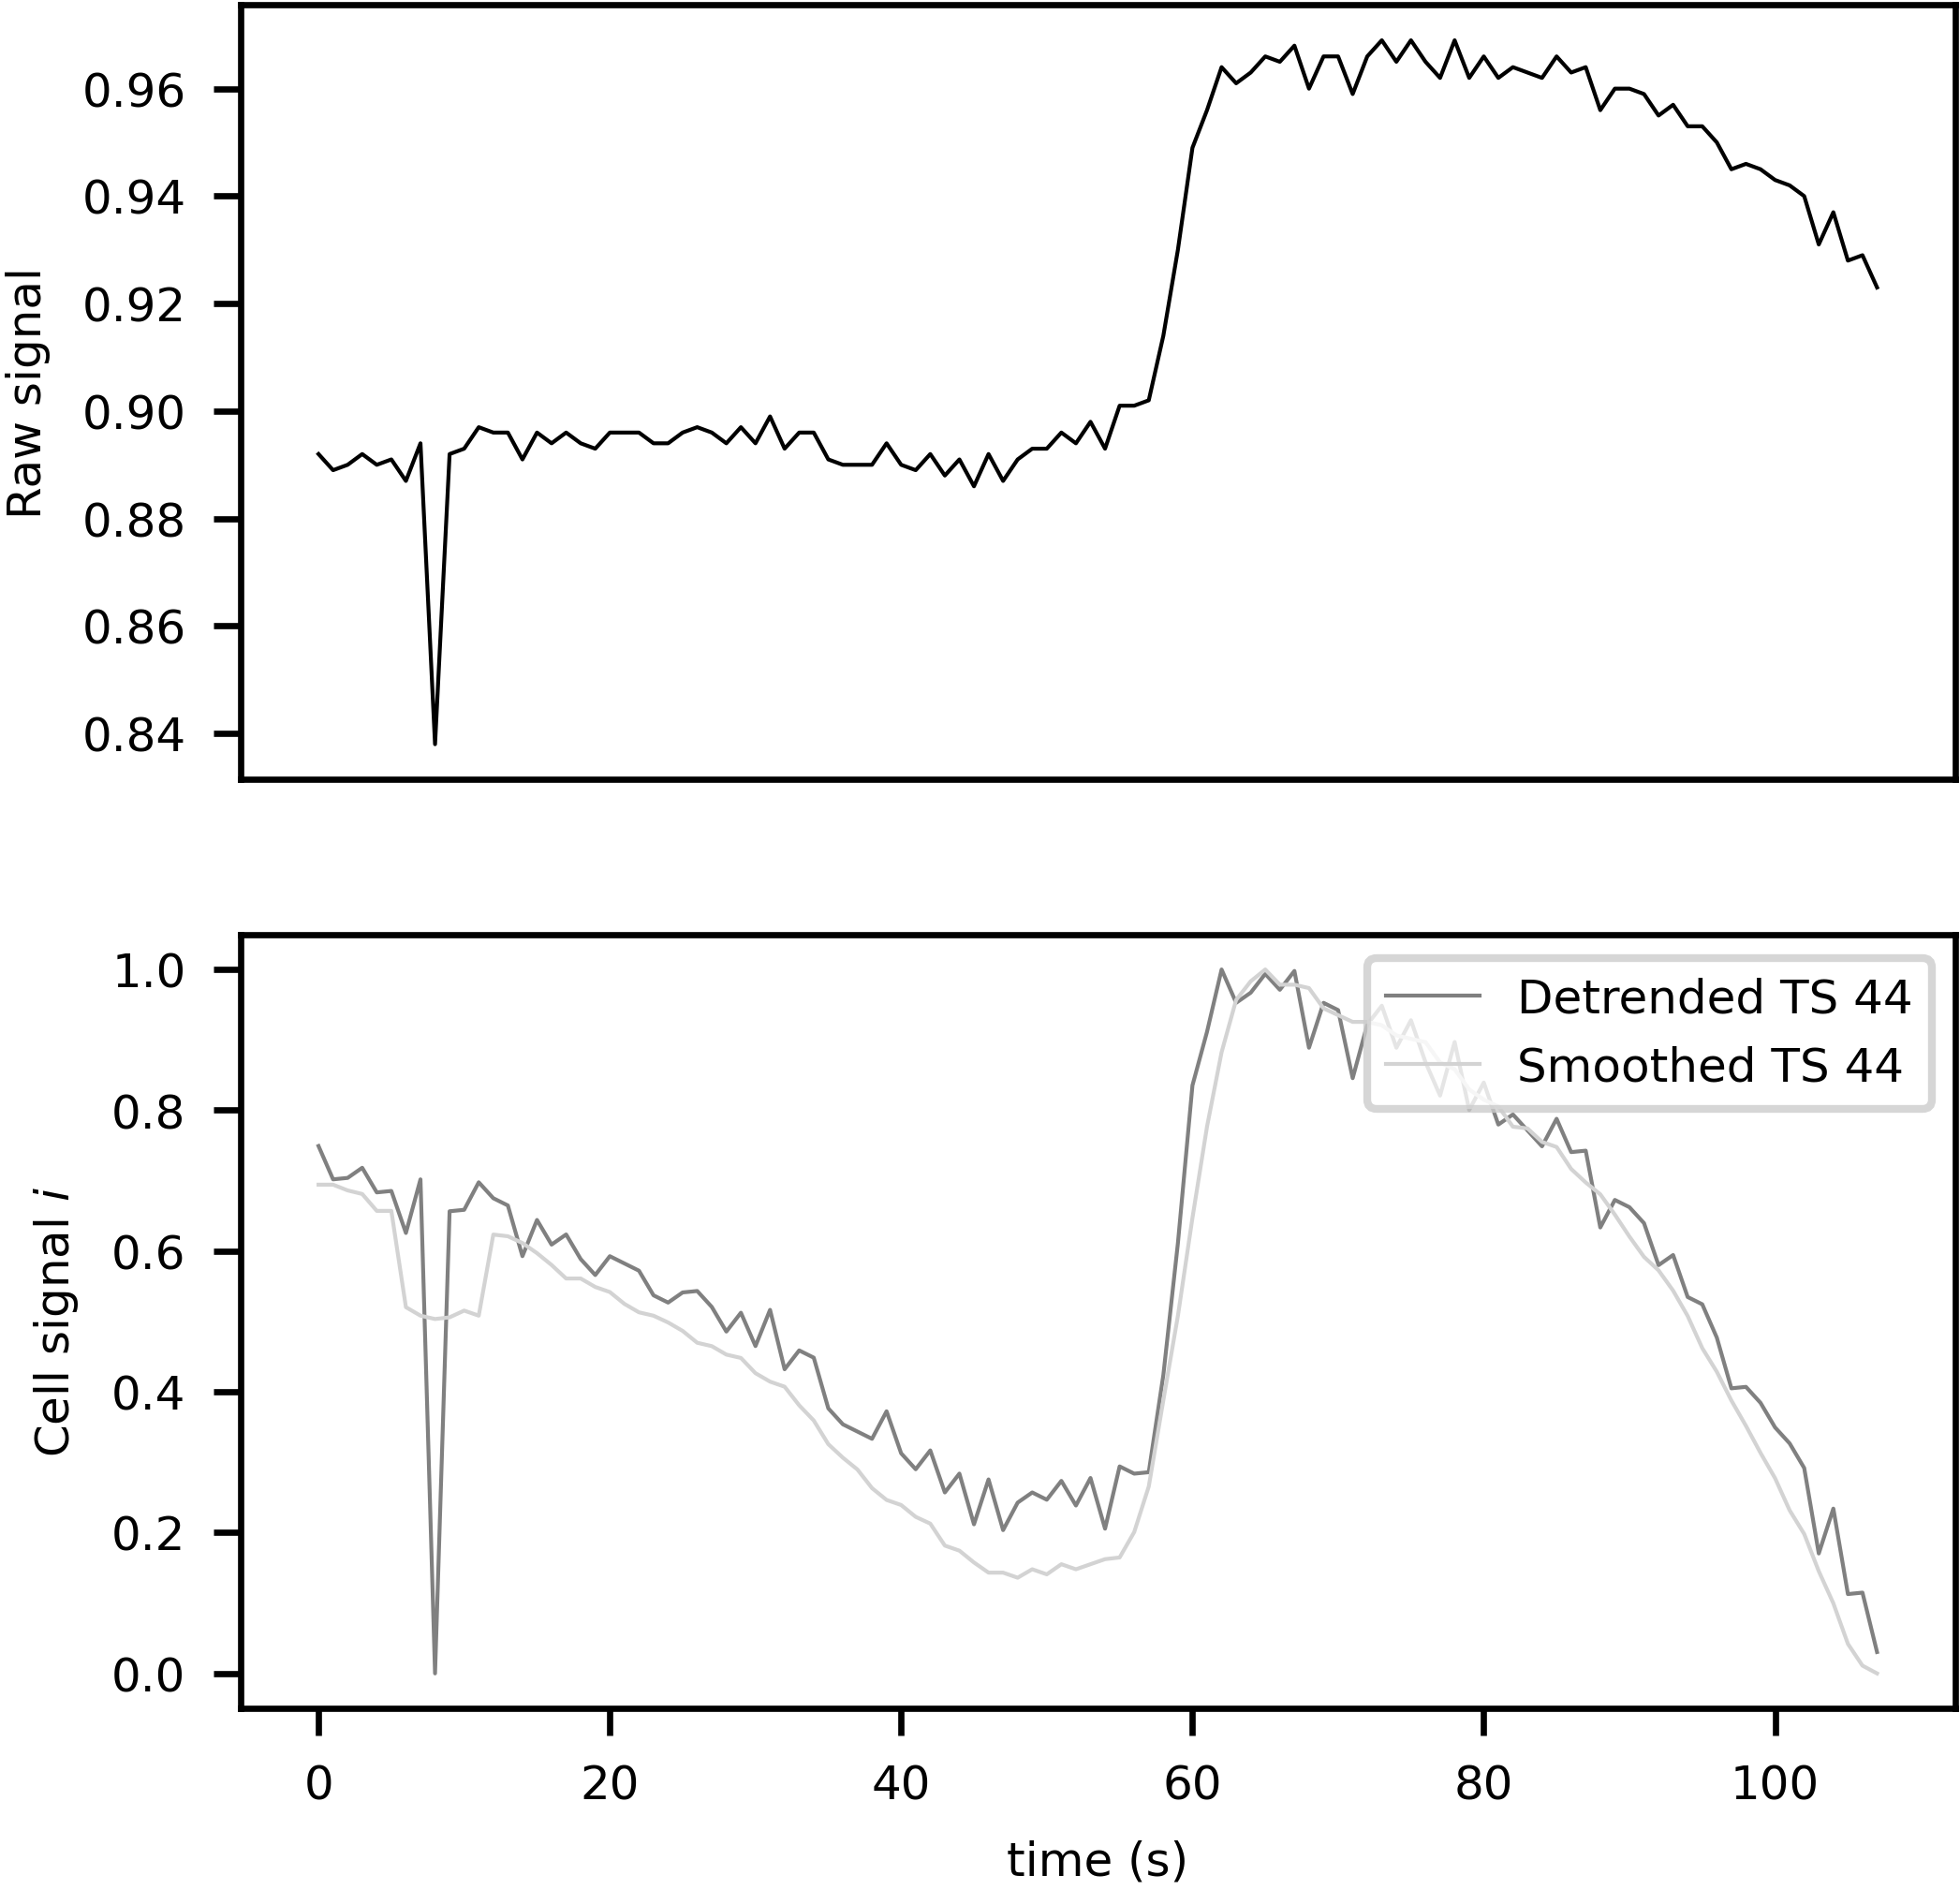 Raw signal
0.96
0.94
0.92
0.90
0.88
0.86
0.84
Cell signal i
1.0
0.8
0.6
0.4
0.2
0.0
Detrended TS 44
Smoothed TS 44
0 20 40 60 80 100
time (s)